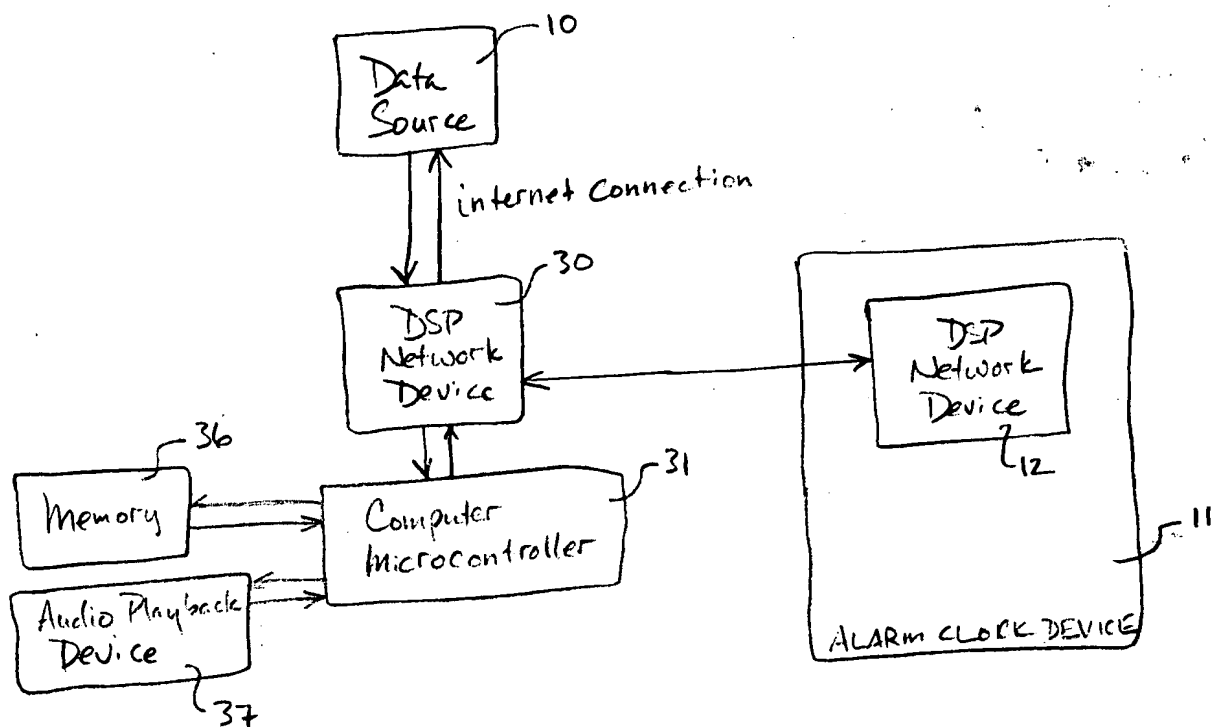 10
Data
Source
internet connection
30
DSP
Network
Device
DSP
Network
Device
12
36
Memory
31
Computer
Microcontroller
11
Audio Playback
Device
37
ALARM CLOCK DEVICE